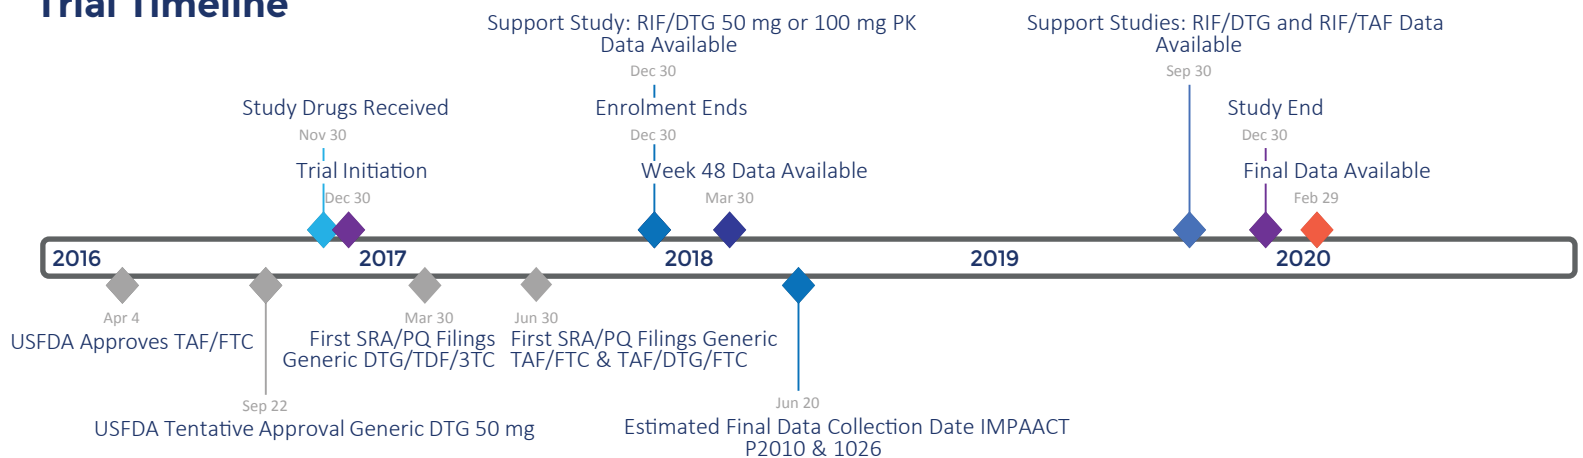 Trial Timeline
Support Study: RIF/DTG 50 mg or 100 mg PK
Data Available
Dec 30
Support Studies: RIF/DTG and RIF/TAF Data
Available
Sep 30
Study Drugs Received
Nov 30
Enrolment Ends
Dec 30
Study End
Dec 30
Trial Initiation
Dec 30
Week 48 Data Available
Mar 30
Final Data Available
Feb 29
2016
2017
2018
2019
2020
Apr 4
USFDA Approves TAF/FTC
Mar 30
First SRA/PQ Filings
Generic DTG/TDF/3TC
Jun 30
First SRA/PQ Filings Generic
TAF/FTC & TAF/DTG/FTC
Sep 22
USFDA Tentative Approval Generic DTG 50 mg
Jun 20
Estimated Final Data Collection Date IMPAACT
P2010 & 1026